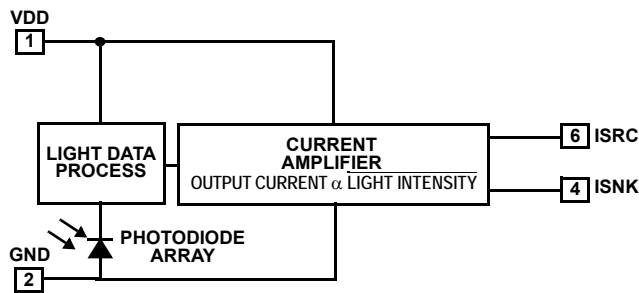 VDD
1
LIGHT DATA
PROCESS
CURRENT
AMPLIFIER
OUTPUT CURRENT α LIGHT INTENSITY
6 ISRC
4 ISNK
PHOTODIODE
ARRAY
GND
2